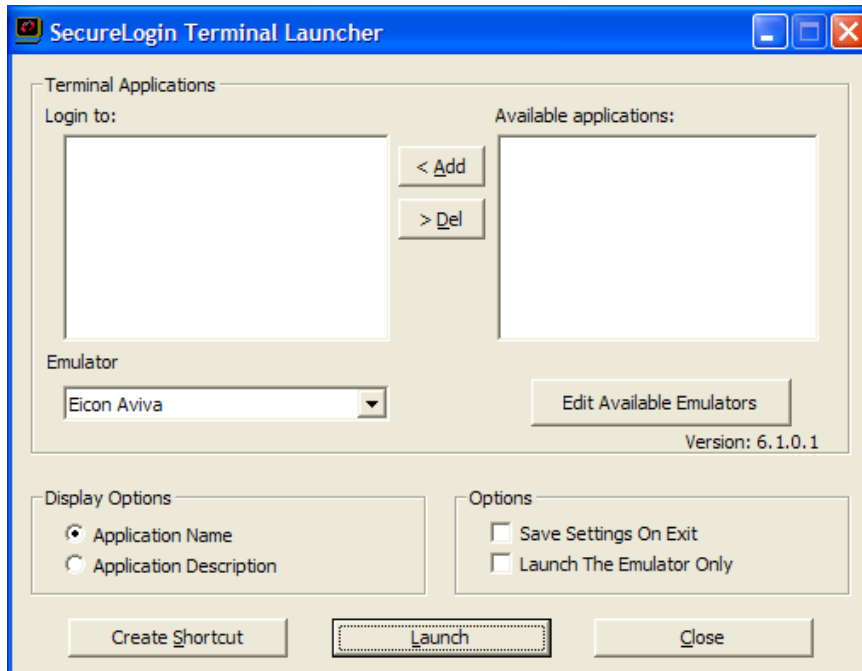 SecureLogin Terminal Launcher
Terminal Applications
Login to:
Available applications:
< Add
> Del
Emulator
Eicon Aviva
Edit Available Emulators
Version: 6.1.0.1
Display Options
Application Name
Application Description
Options
Save Settings On Exit
Launch The Emulator Only
Create Shortcut
Launch
Close